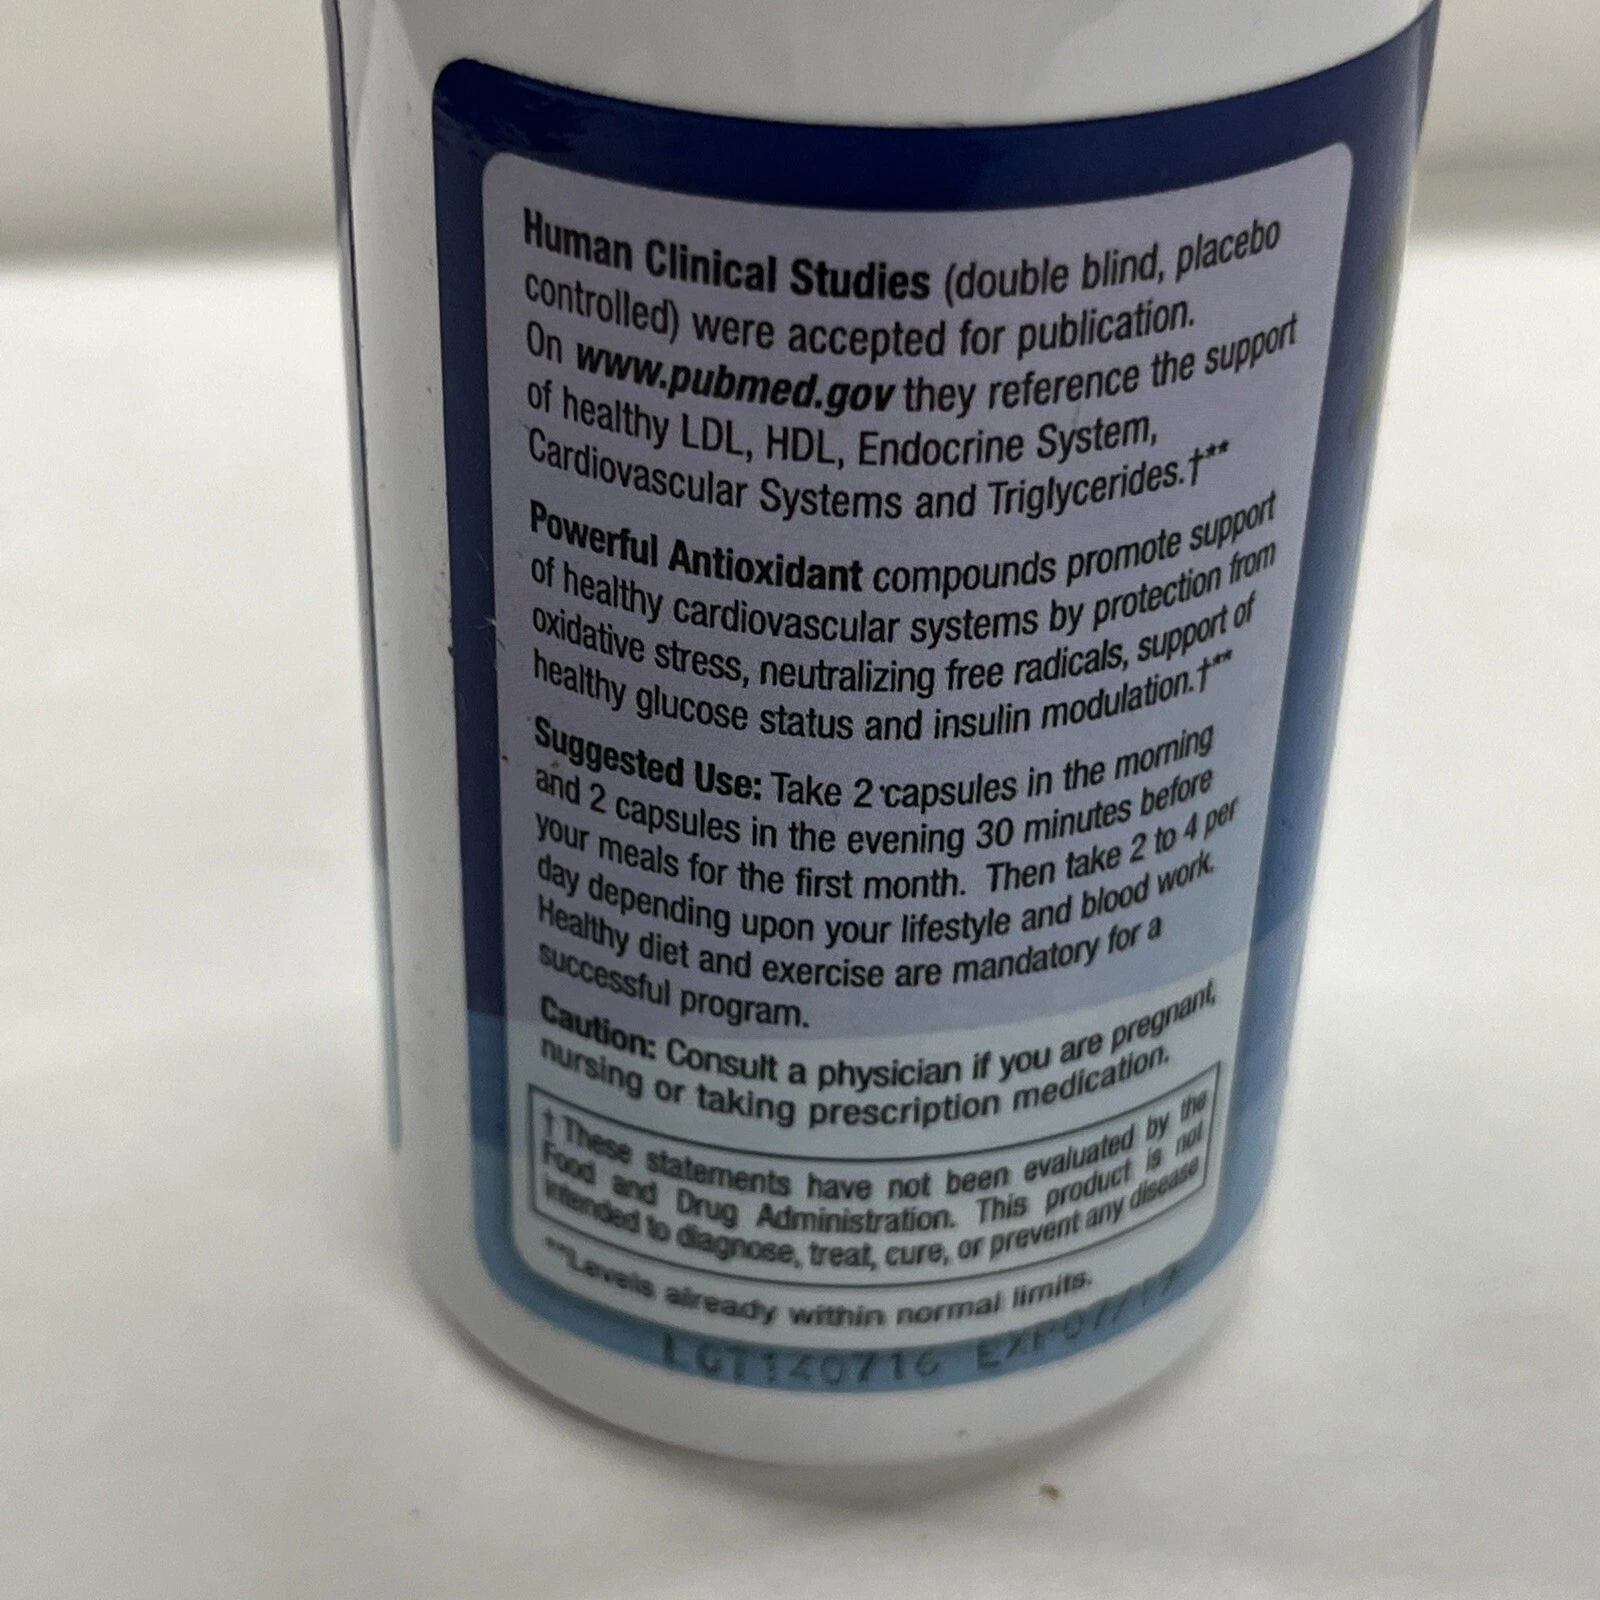 Human Clinical Studies (double blind, placebo
controlled) were accepted for publication.
On www.pubmed.gov they reference the support
of healthy LDL, HDL, Endocrine System,
Cardiovascular Systems and Triglycerides.†**
Powerful Antioxidant compounds promote support
of healthy cardiovascular systems by protection from
oxidative stress, neutralizing free radicals, support of
healthy glucose status and insulin modulation.†**
Suggested Use: Take 2 capsules in the morning
and 2 capsules in the evening 30 minutes before
your meals for the first month. Then take 2 to 4 per
day depending upon your lifestyle and blood work.
Healthy diet and exercise are mandatory for a
successful program.
Caution: Consult a physician if you are pregnant,
nursing or taking prescription medication.
† These statements have not been evaluated by the
Food and Drug Administration. This product is not
intended to diagnose, treat, cure, or prevent any disease
**Levels already within normal limits.
LOT140716 EXP07/17